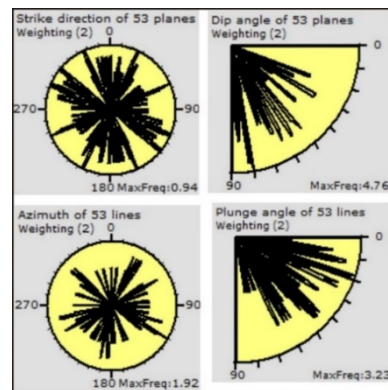 Strike direction of 53 planes
Weighting (2) 0
270 90
180 MaxFreq:0.94
Dip angle of 53 planes
Weighting (2)
0
90
MaxFreq:4.76
Azimuth of 53 lines
Weighting (2) 0
270 90
180 MaxFreq:1.92
Plunge angle of 53 lines
Weighting (2)
0
90
MaxFreq:3.23